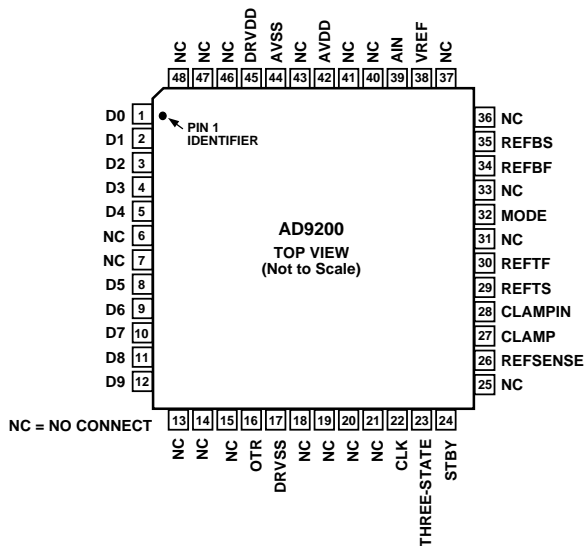 NC NC NC DRVDD AVSS NC AVDD NC NC AIN VREF NC
48 47 46 45 44 43 42 41 40 39 38 37
D0 1
D1 2
D2 3
D3 4
D4 5
NC 6
NC 7
D5 8
D6 9
D7 10
D8 11
D9 12
PIN 1
IDENTIFIER
AD9200
TOP VIEW
(Not to Scale)
36 NC
35 REFBS
34 REFBF
33 NC
32 MODE
31 NC
30 REFTF
29 REFTS
28 CLAMPIN
27 CLAMP
26 REFSENSE
25 NC
NC = NO CONNECT
13 14 15 16 17 18 19 20 21 22 23 24
NC NC NC OTR DRVSS NC NC NC NC CLK THREE-STATE STBY